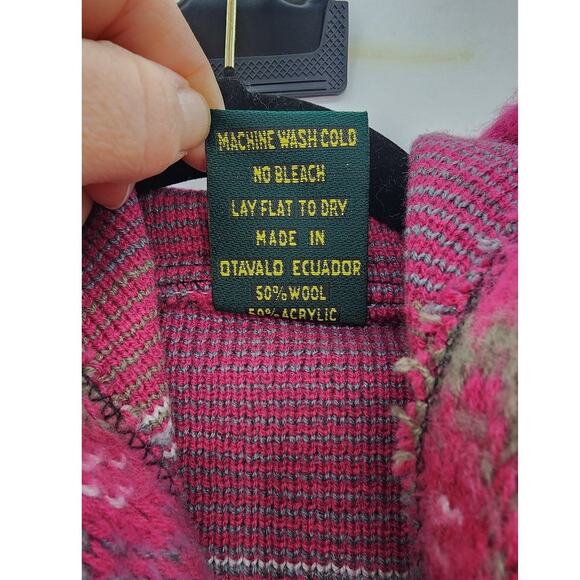 MACHINE WASH COLD
NO BLEACH
LAY FLAT TO DRY
MADE IN
OTAVALO ECUADOR
50% WOOL
50% ACRYLIC